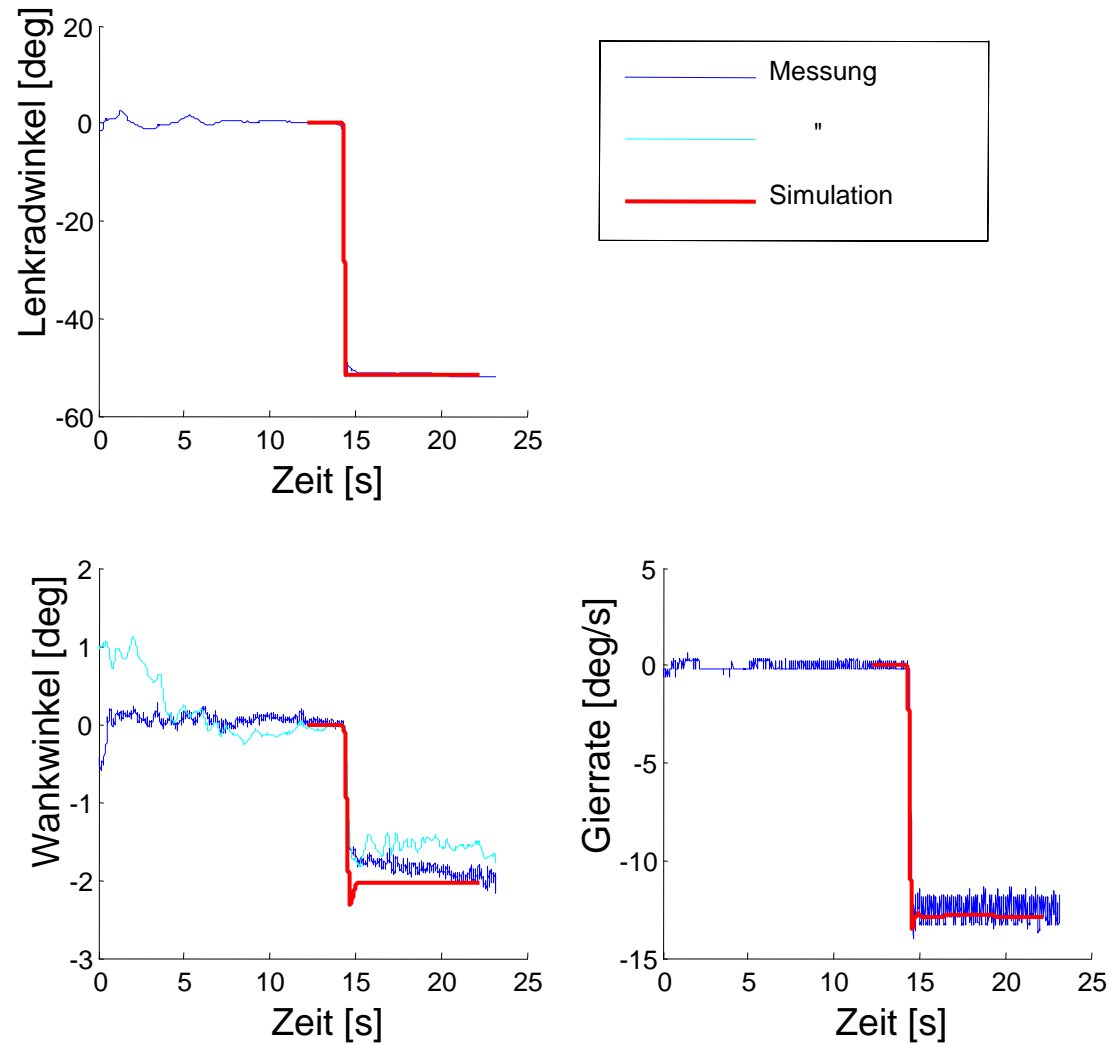 Lenkradwinkel [deg]
20
0
-20
-40
-60
0 5 10 15 20 25
Zeit [s]
Messung
"
Simulation
Wankwinkel [deg]
2
1
0
-1
-2
-3
0 5 10 15 20 25
Zeit [s]
Gierrate [deg/s]
5
0
-5
-10
-15
0 5 10 15 20 25
Zeit [s]